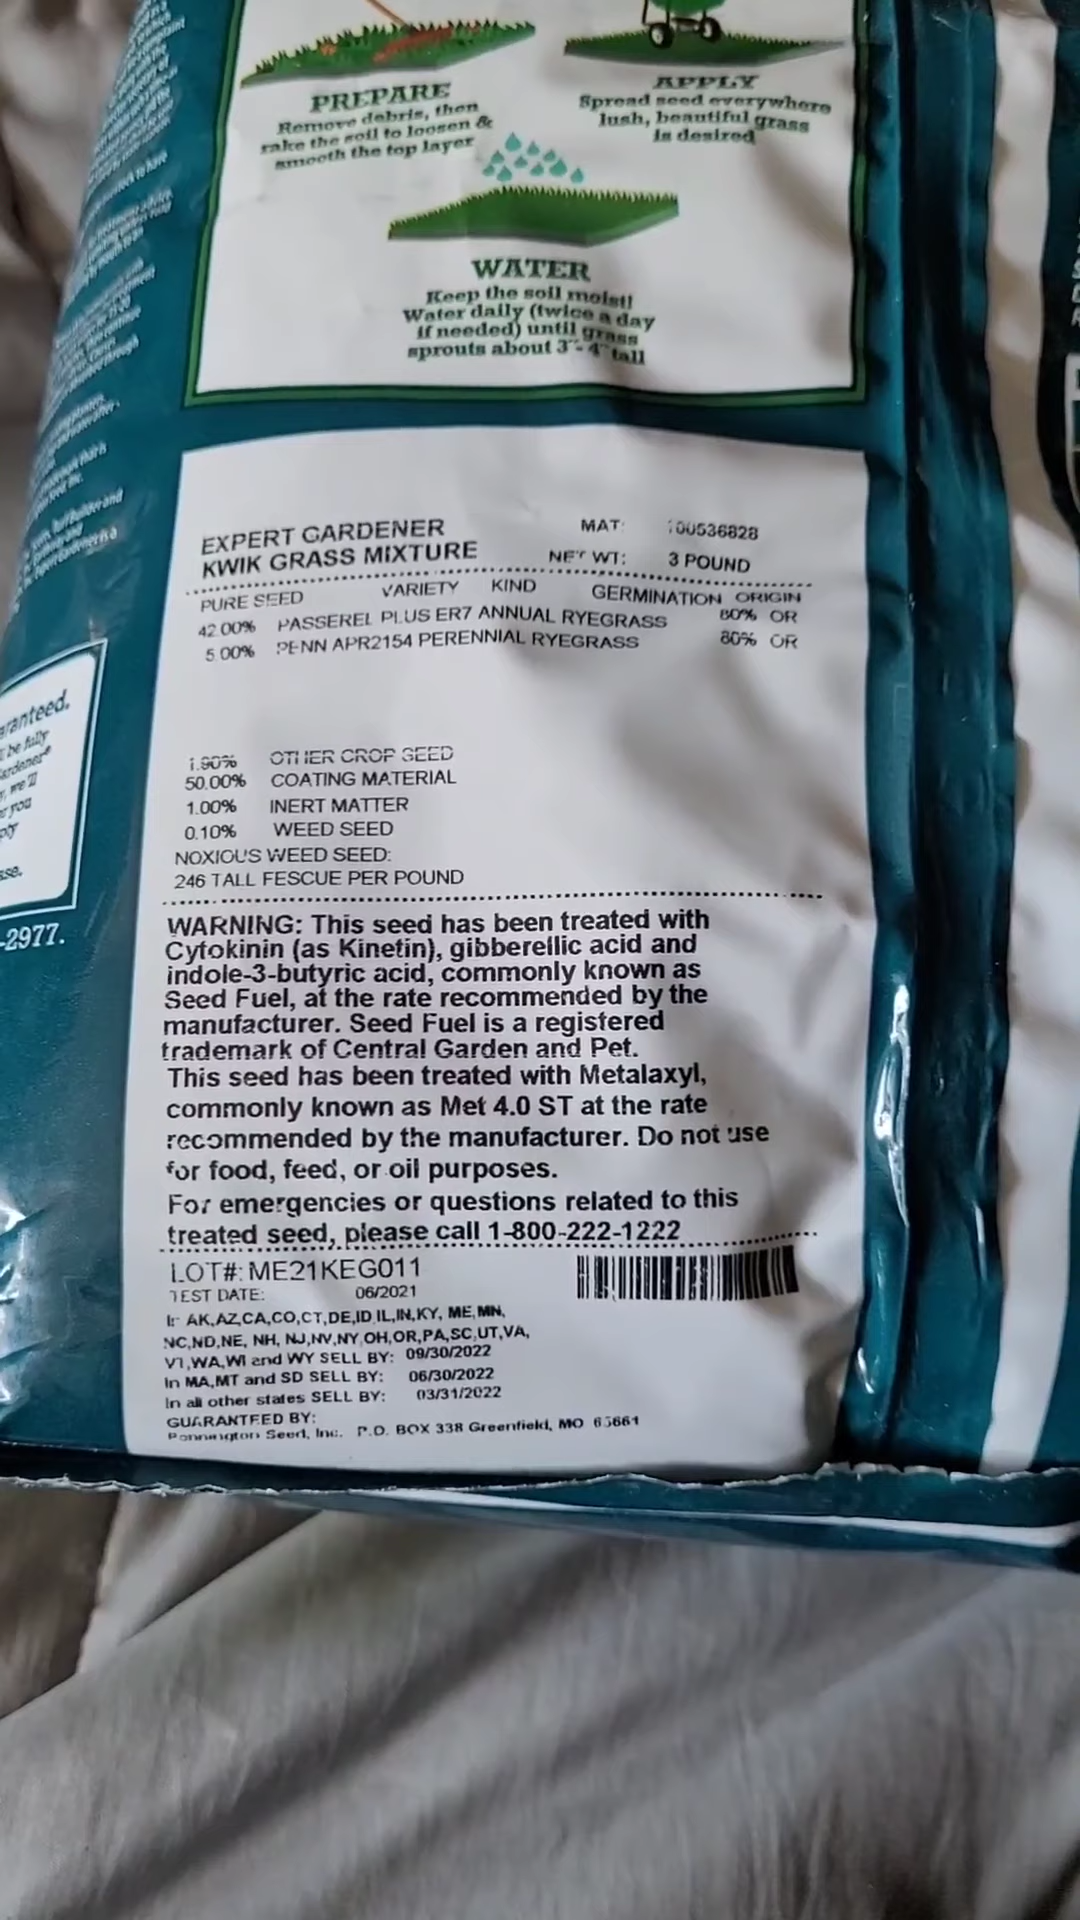 PREPARE
Remove debris, then
rake the soil to loosen &
smooth the top layer
APPLY
Spread seed everywhere
lush, beautiful grass
is desired
WATER
Keep the soil moist!
Water daily (twice a day
if needed) until grass
sprouts about 3"-4" tall
EXPERT GARDENER
KWIK GRASS MIXTURE
MAT: 100536828
NET WT: 3 POUND
PURE SEED VARIETY KIND GERMINATION ORIGIN
42.00% PASSEREL PLUS ER7 ANNUAL RYEGRASS 80% OR
5.00% PENN APR2154 PERENNIAL RYEGRASS 80% OR
1.90% OTHER CROP SEED
50.00% COATING MATERIAL
1.00% INERT MATTER
0.10% WEED SEED
NOXIOUS WEED SEED:
246 TALL FESCUE PER POUND
WARNING: This seed has been treated with
Cytokinin (as Kinetin), gibberellic acid and
indole-3-butyric acid, commonly known as
Seed Fuel, at the rate recommended by the
manufacturer. Seed Fuel is a registered
trademark of Central Garden and Pet.
This seed has been treated with Metalaxyl,
commonly known as Met 4.0 ST at the rate
recommended by the manufacturer. Do not use
for food, feed, or oil purposes.
For emergencies or questions related to this
treated seed, please call 1-800-222-1222
LOT#: ME21KEG011
TEST DATE: 06/2021
In AK,AZ,CA,CO,CT,DE,ID,IL,IN,KY, ME,MN,
NC,ND,NE, NH, NJ,NV,NY,OH,OR,PA,SC,UT,VA,
VT,WA,WI and WY SELL BY: 09/30/2022
In MA,MT and SD SELL BY: 06/30/2022
In all other states SELL BY: 03/31/2022
GUARANTEED BY:
Pennington Seed, Inc. P.O. BOX 338 Greenfield, MO 65661
be fully
we'll
you
-2977.